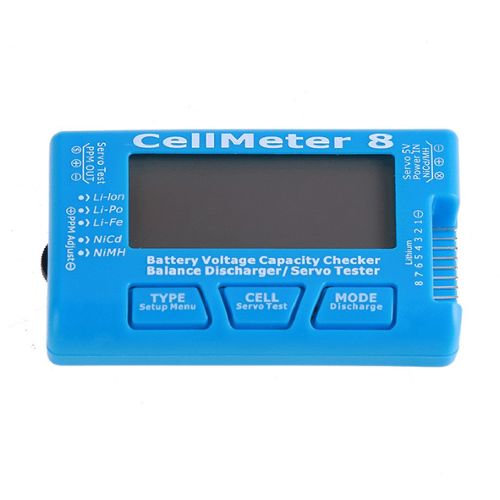 CellMeter 8
Servo Test
PPM OUT
Li-Ion
Li-Po
Li-Fe
NiCd
NiMH
⊕PPM Adjust⊖
Servo 5V
Power IN
NiCd/MH
Lithium
8 7 6 5 4 3 2 1 ⊖
Battery Voltage Capacity Checker
Balance Discharger/ Servo Tester
TYPE
Setup Menu
CELL
Servo Test
MODE
Discharge